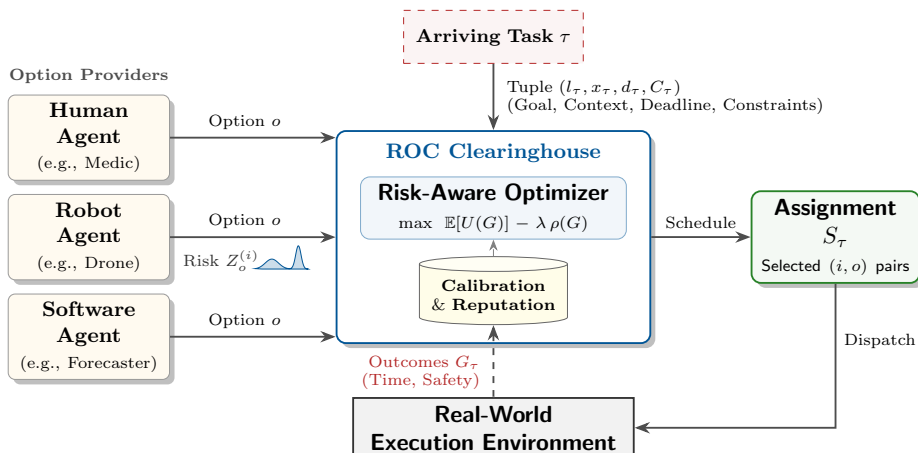 Arriving Task τ
Tuple (l_τ, x_τ, d_τ, C_τ)
(Goal, Context, Deadline, Constraints)
Option Providers
Human
Agent
(e.g., Medic)
Option o
Robot
Agent
(e.g., Drone)
Option o
Risk Z_o^(i)
Software
Agent
(e.g., Forecaster)
Option o
ROC Clearinghouse
Risk-Aware Optimizer
max 𝔼[U(G)] − λ ρ(G)
Calibration
& Reputation
Schedule
Assignment
S_τ
Selected (i, o) pairs
Dispatch
Outcomes G_τ
(Time, Safety)
Real-World
Execution Environment